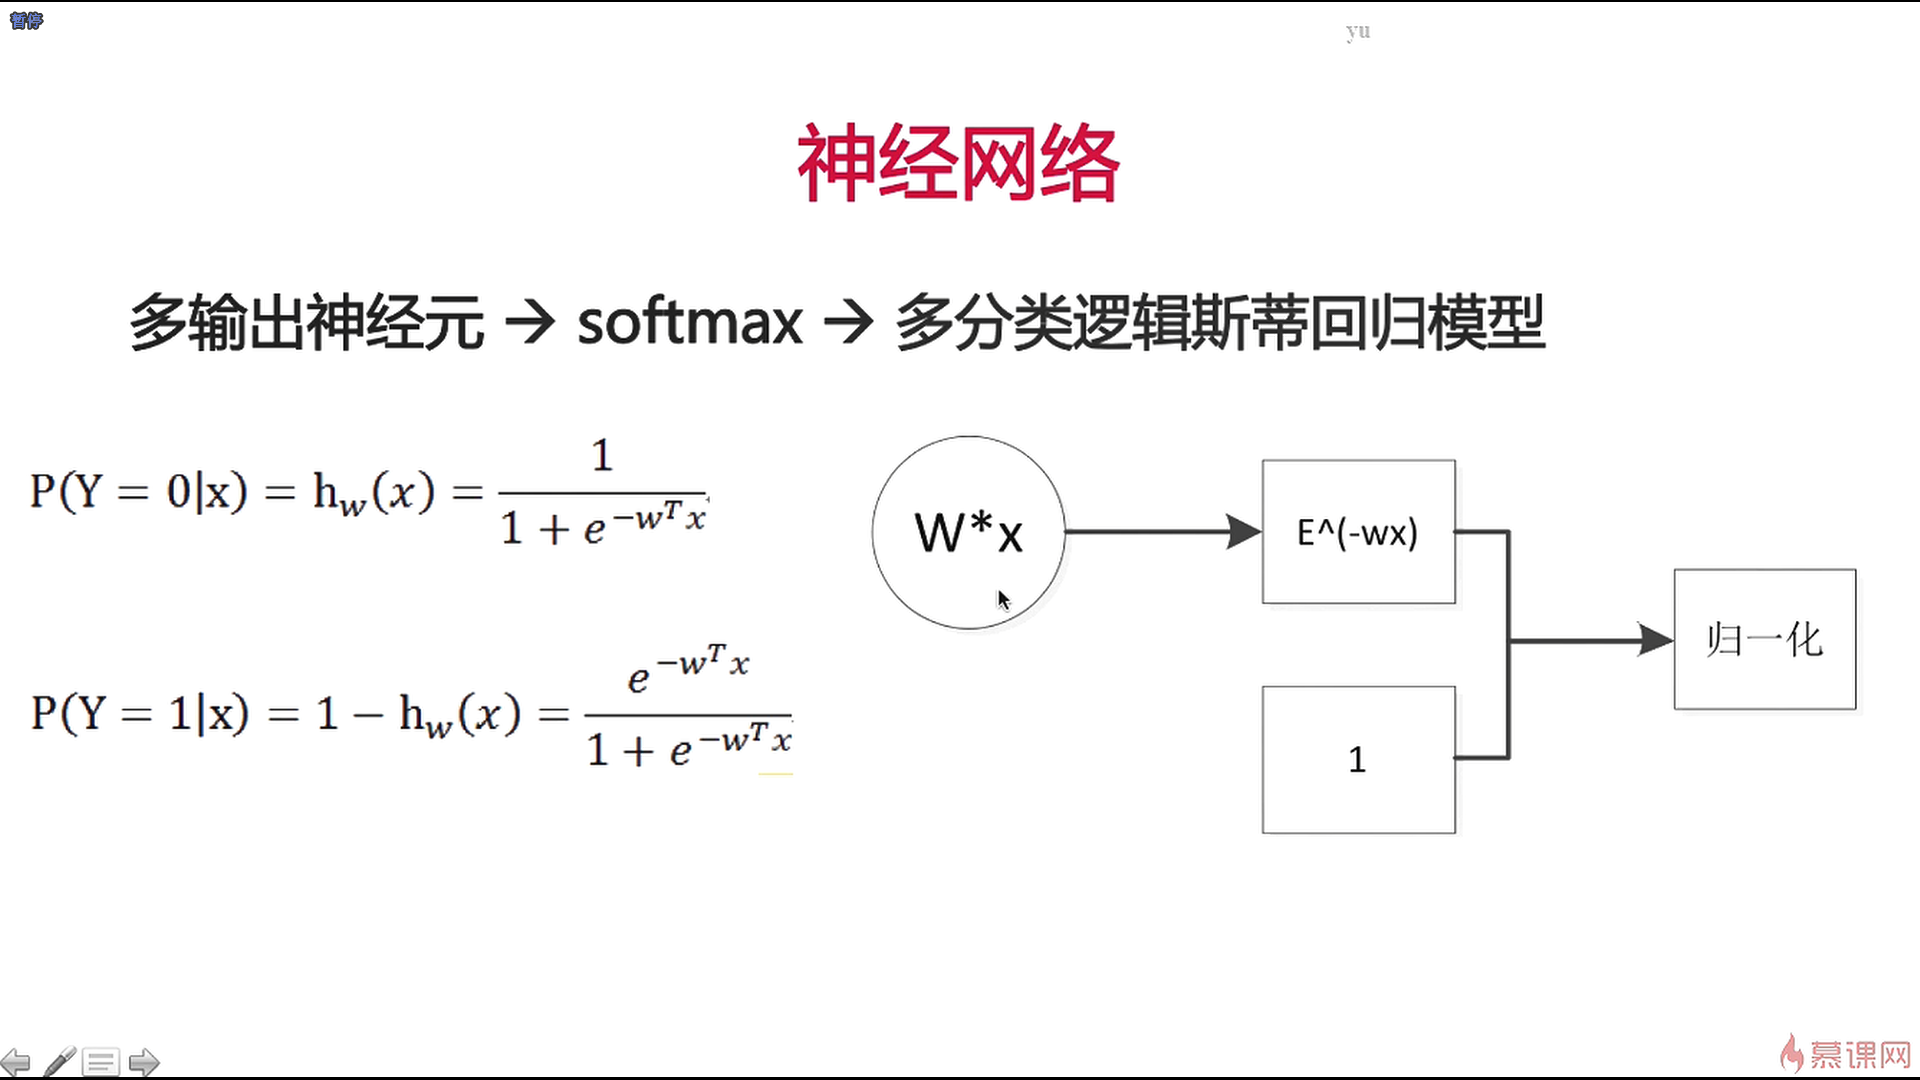 暂停
yu
神经网络
多输出神经元 → softmax → 多分类逻辑斯蒂回归模型
P(Y = 0|x) = h_w(x) = 1 / (1 + e^{-w^T x})
W*x
E^(-wx)
归一化
P(Y = 1|x) = 1 − h_w(x) = e^{-w^T x} / (1 + e^{-w^T x})
1
慕课网